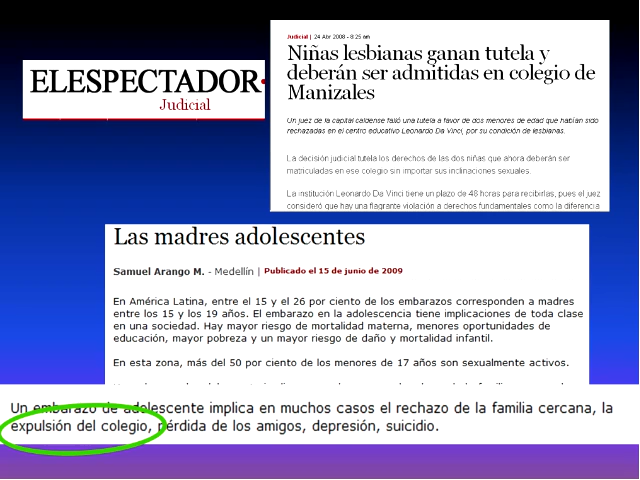 ELESPECTADOR
Judicial
Judicial | 24 Abr 2008 - 8:25 am
Niñas lesbianas ganan tutela y
deberán ser admitidas en colegio de
Manizales
Un juez de la capital caldense falló una tutela a favor de dos menores de edad que habían sido
rechazadas en el centro educativo Leonardo Da Vinci, por su condición de lesbianas.
La decisión judicial tutela los derechos de las dos niñas que ahora deberán ser
matriculadas en ese colegio sin importar sus inclinaciones sexuales.
La institución Leonardo Da Vinci tiene un plazo de 48 horas para recibirlas, pues el juez
consideró que hay una flagrante violación a derechos fundamentales como la diferencia
Las madres adolescentes
Samuel Arango M. - Medellín | Publicado el 15 de junio de 2009
En América Latina, entre el 15 y el 26 por ciento de los embarazos corresponden a madres
entre los 15 y los 19 años. El embarazo en la adolescencia tiene implicaciones de toda clase
en una sociedad. Hay mayor riesgo de mortalidad materna, menores oportunidades de
educación, mayor pobreza y un mayor riesgo de daño y mortalidad infantil.
En esta zona, más del 50 por ciento de los menores de 17 años son sexualmente activos.
Un embarazo de adolescente implica en muchos casos el rechazo de la familia cercana, la
expulsión del colegio, pérdida de los amigos, depresión, suicidio.